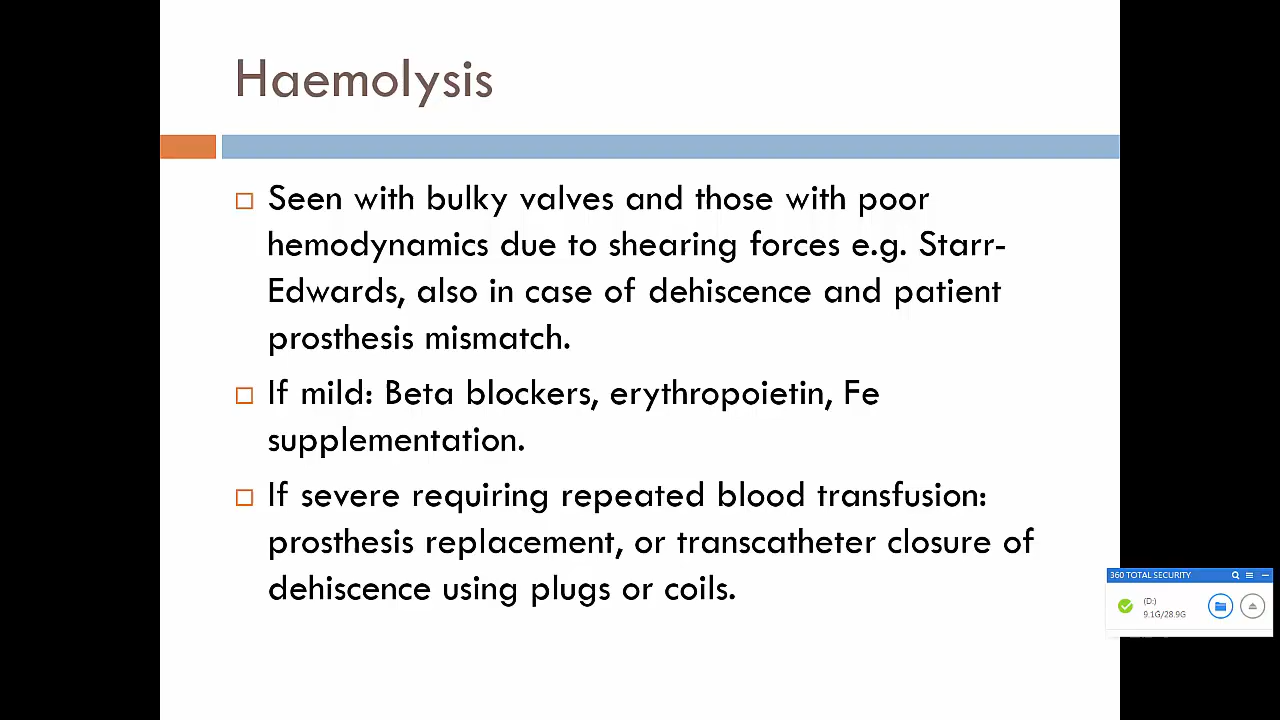 Haemolysis
Seen with bulky valves and those with poor
hemodynamics due to shearing forces e.g. Starr-
Edwards, also in case of dehiscence and patient
prosthesis mismatch.
If mild: Beta blockers, erythropoietin, Fe
supplementation.
If severe requiring repeated blood transfusion:
prosthesis replacement, or transcatheter closure of
dehiscence using plugs or coils.
360 TOTAL SECURITY
(D:)
9.1G/28.9G